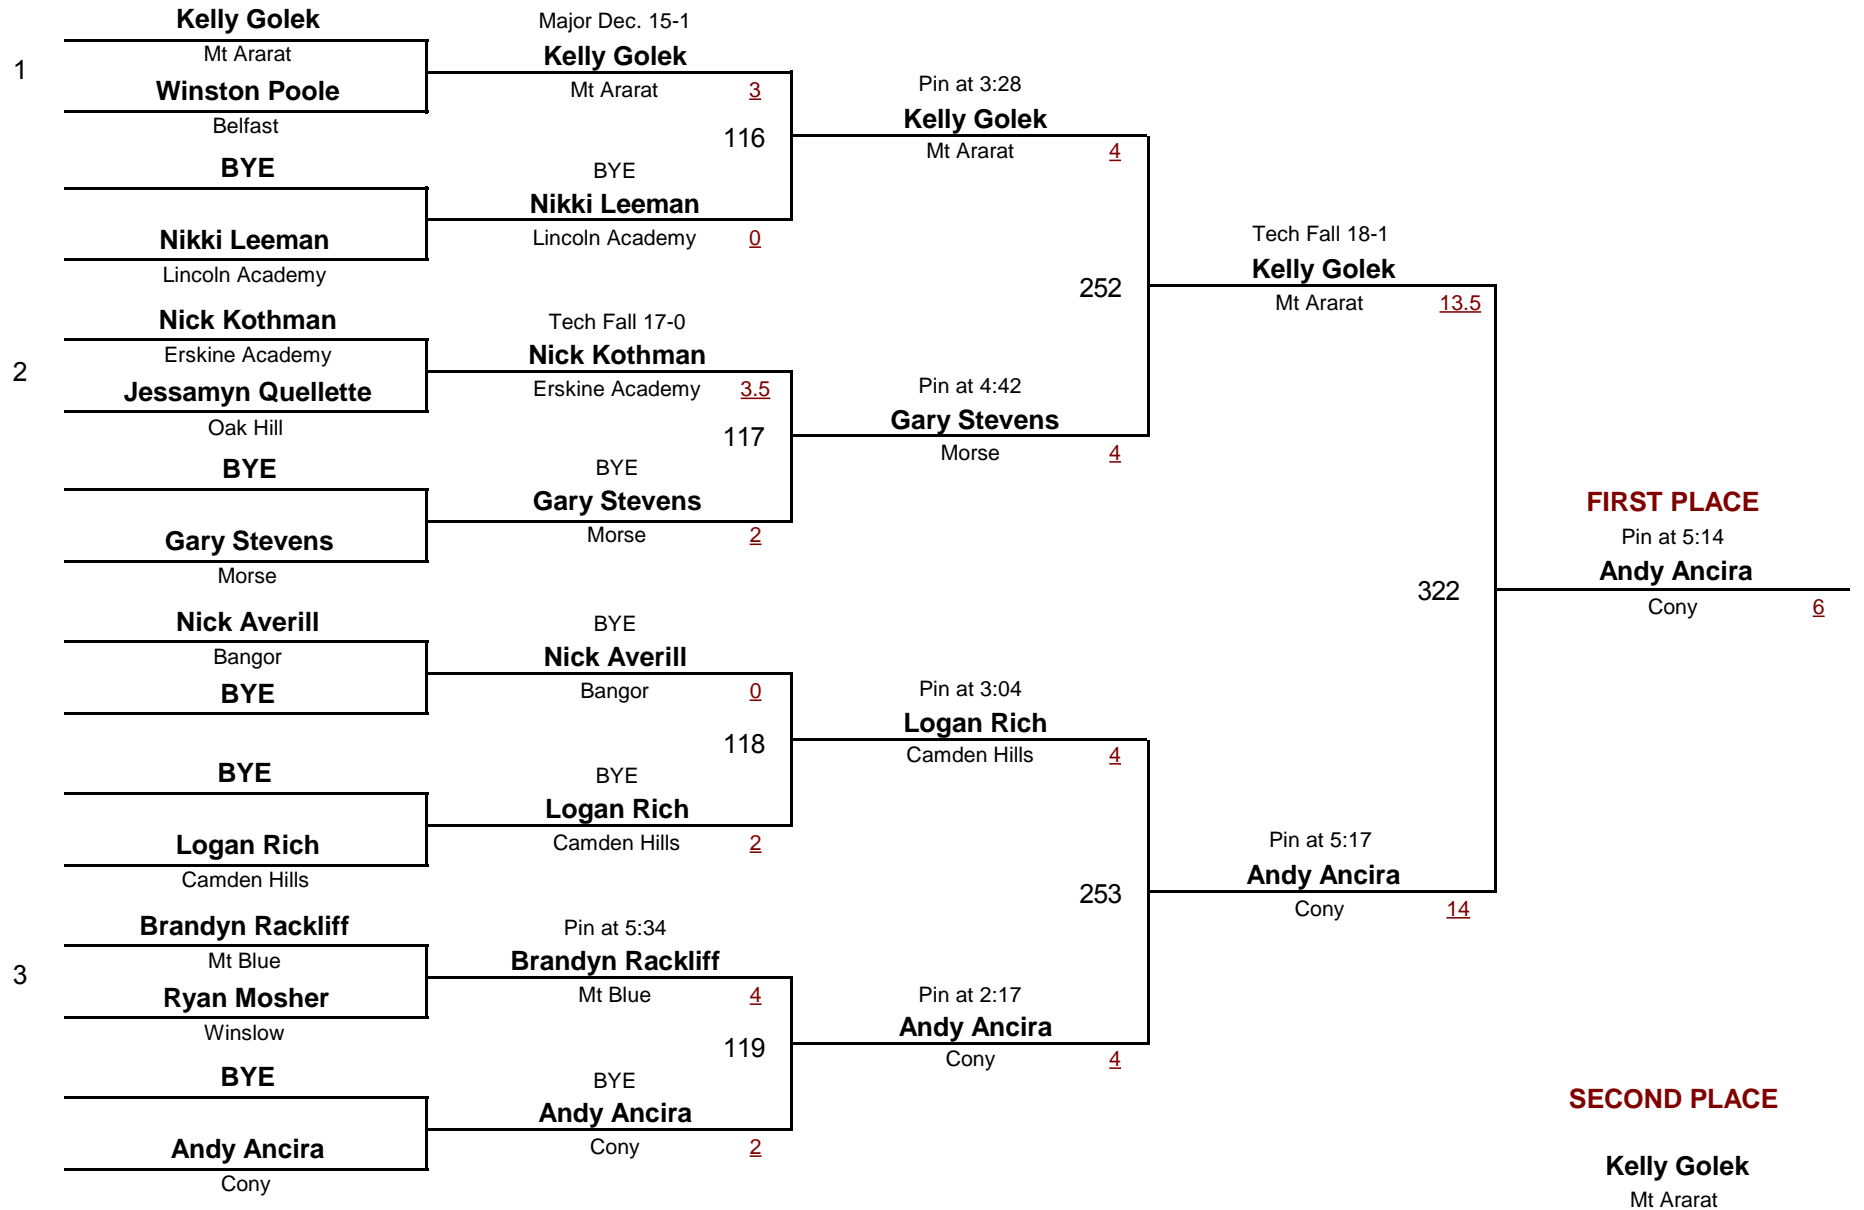 Kelly Golek
Mt Ararat
1
Winston Poole
Belfast
BYE
Nikki Leeman
Lincoln Academy
Nick Kothman
Erskine Academy
2
Jessamyn Quellette
Oak Hill
BYE
Gary Stevens
Morse
Nick Averill
Bangor
BYE
BYE
Logan Rich
Camden Hills
Brandyn Rackliff
Mt Blue
3
Ryan Mosher
Winslow
BYE
Andy Ancira
Cony
Major Dec. 15-1
Kelly Golek
Mt Ararat 3
116
BYE
Nikki Leeman
Lincoln Academy 0
Tech Fall 17-0
Nick Kothman
Erskine Academy 3.5
117
BYE
Gary Stevens
Morse 2
BYE
Nick Averill
Bangor 0
118
BYE
Logan Rich
Camden Hills 2
Pin at 5:34
Brandyn Rackliff
Mt Blue 4
119
BYE
Andy Ancira
Cony 2
Pin at 3:28
Kelly Golek
Mt Ararat 4
252
Pin at 4:42
Gary Stevens
Morse 4
Pin at 3:04
Logan Rich
Camden Hills 4
253
Pin at 2:17
Andy Ancira
Cony 4
Tech Fall 18-1
Kelly Golek
Mt Ararat 13.5
322
Pin at 5:17
Andy Ancira
Cony 14
FIRST PLACE
Pin at 5:14
Andy Ancira
Cony 6
SECOND PLACE
Kelly Golek
Mt Ararat